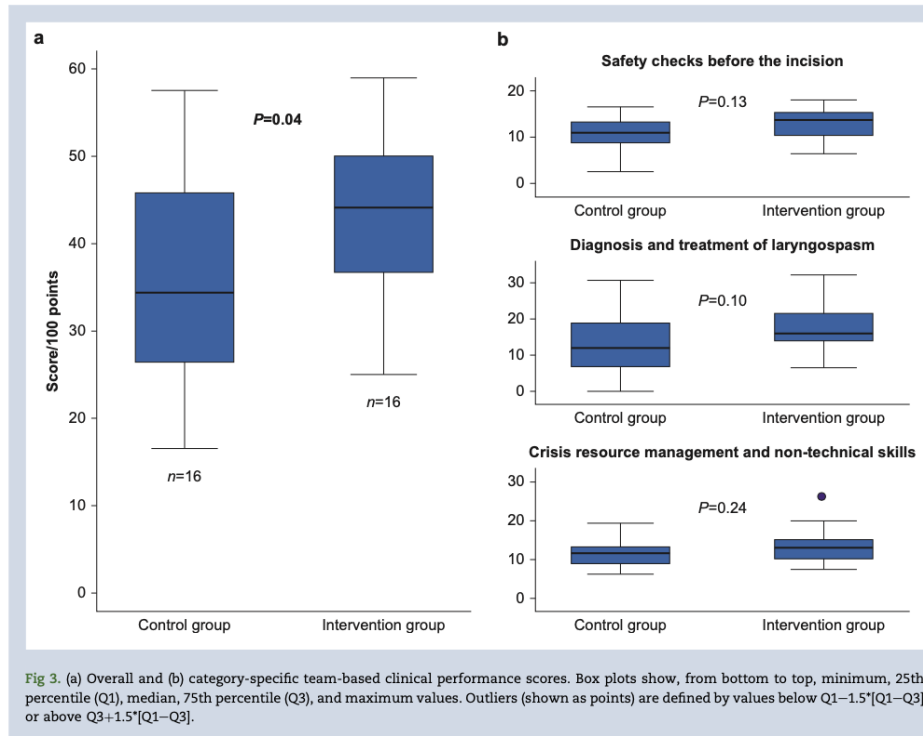 a
60
50
40
30
20
10
0
Score/100 points
P=0.04
n=16
n=16
Control group
Intervention group
b
Safety checks before the incision
20
10
0
P=0.13
Control group
Intervention group
Diagnosis and treatment of laryngospasm
30
20
10
0
P=0.10
Control group
Intervention group
Crisis resource management and non-technical skills
30
20
10
0
P=0.24
Control group
Intervention group
Fig 3. (a) Overall and (b) category-specific team-based clinical performance scores. Box plots show, from bottom to top, minimum, 25th
percentile (Q1), median, 75th percentile (Q3), and maximum values. Outliers (shown as points) are defined by values below Q1−1.5*[Q1−Q3]
or above Q3+1.5*[Q1−Q3].